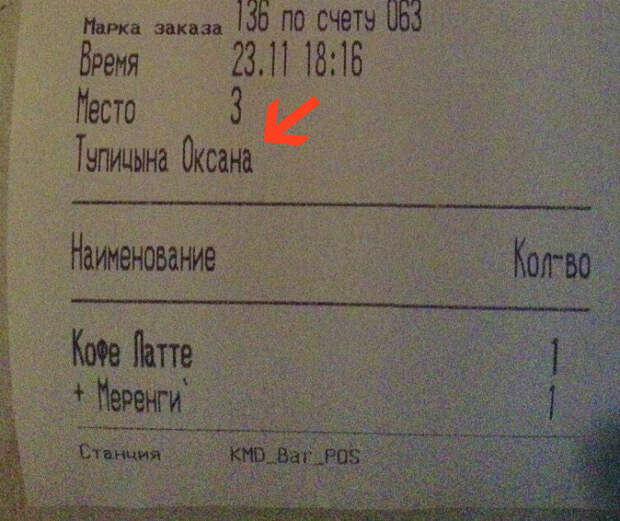 Марка заказа 136 по счету 063
Время 23.11 18:16
Место 3
Тупицына Оксана
Наименование Кол-во
Кофе Латте 1
+ Меренги` 1
Станция KMD_Bar_POS